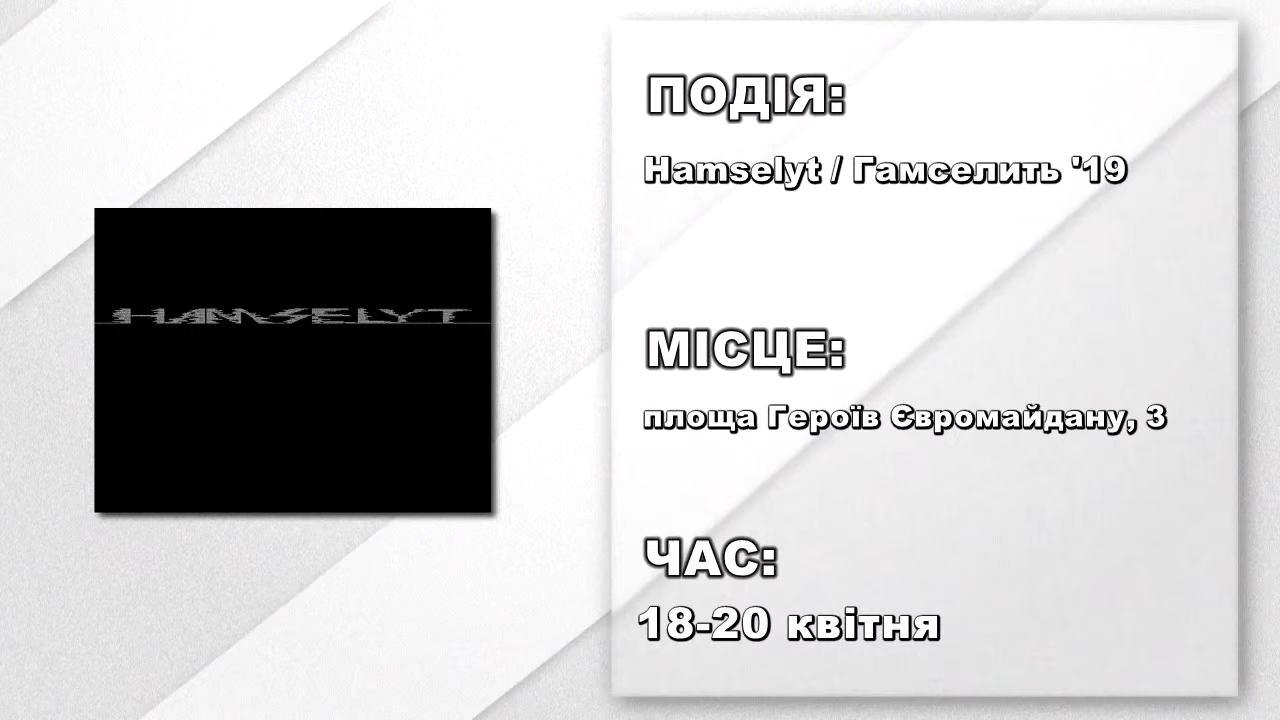 HAMSELYT
ПОДІЯ:
Hamselyt / Гамселить '19
МІСЦЕ:
площа Героїв Євромайдану, 3
ЧАС:
18-20 квітня